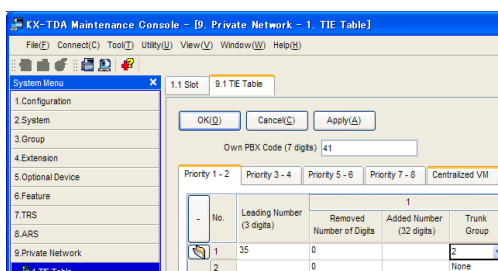 KX-TDA Maintenance Console - [9. Private Network - 1. TIE Table]
File(F) Connect(C) Tool(T) Utility(U) View(V) Window(W) Help(H)
System Menu X
1.1 Slot 9.1 TIE Table
1.Configuration
2.System
3.Group
4.Extension
5.Optional Device
6.Feature
7.TRS
8.ARS
9.Private Network
9.1 TIE Table
OK(O) Cancel(C) Apply(A)
Own PBX Code (7 digits) 41
Priority 1 - 2 Priority 3 - 4 Priority 5 - 6 Priority 7 - 8 Centralized VM
1
- No. Leading Number (3 digits) Removed Number of Digits Added Number (32 digits) Trunk Group
1 35 0 2
2 0 None